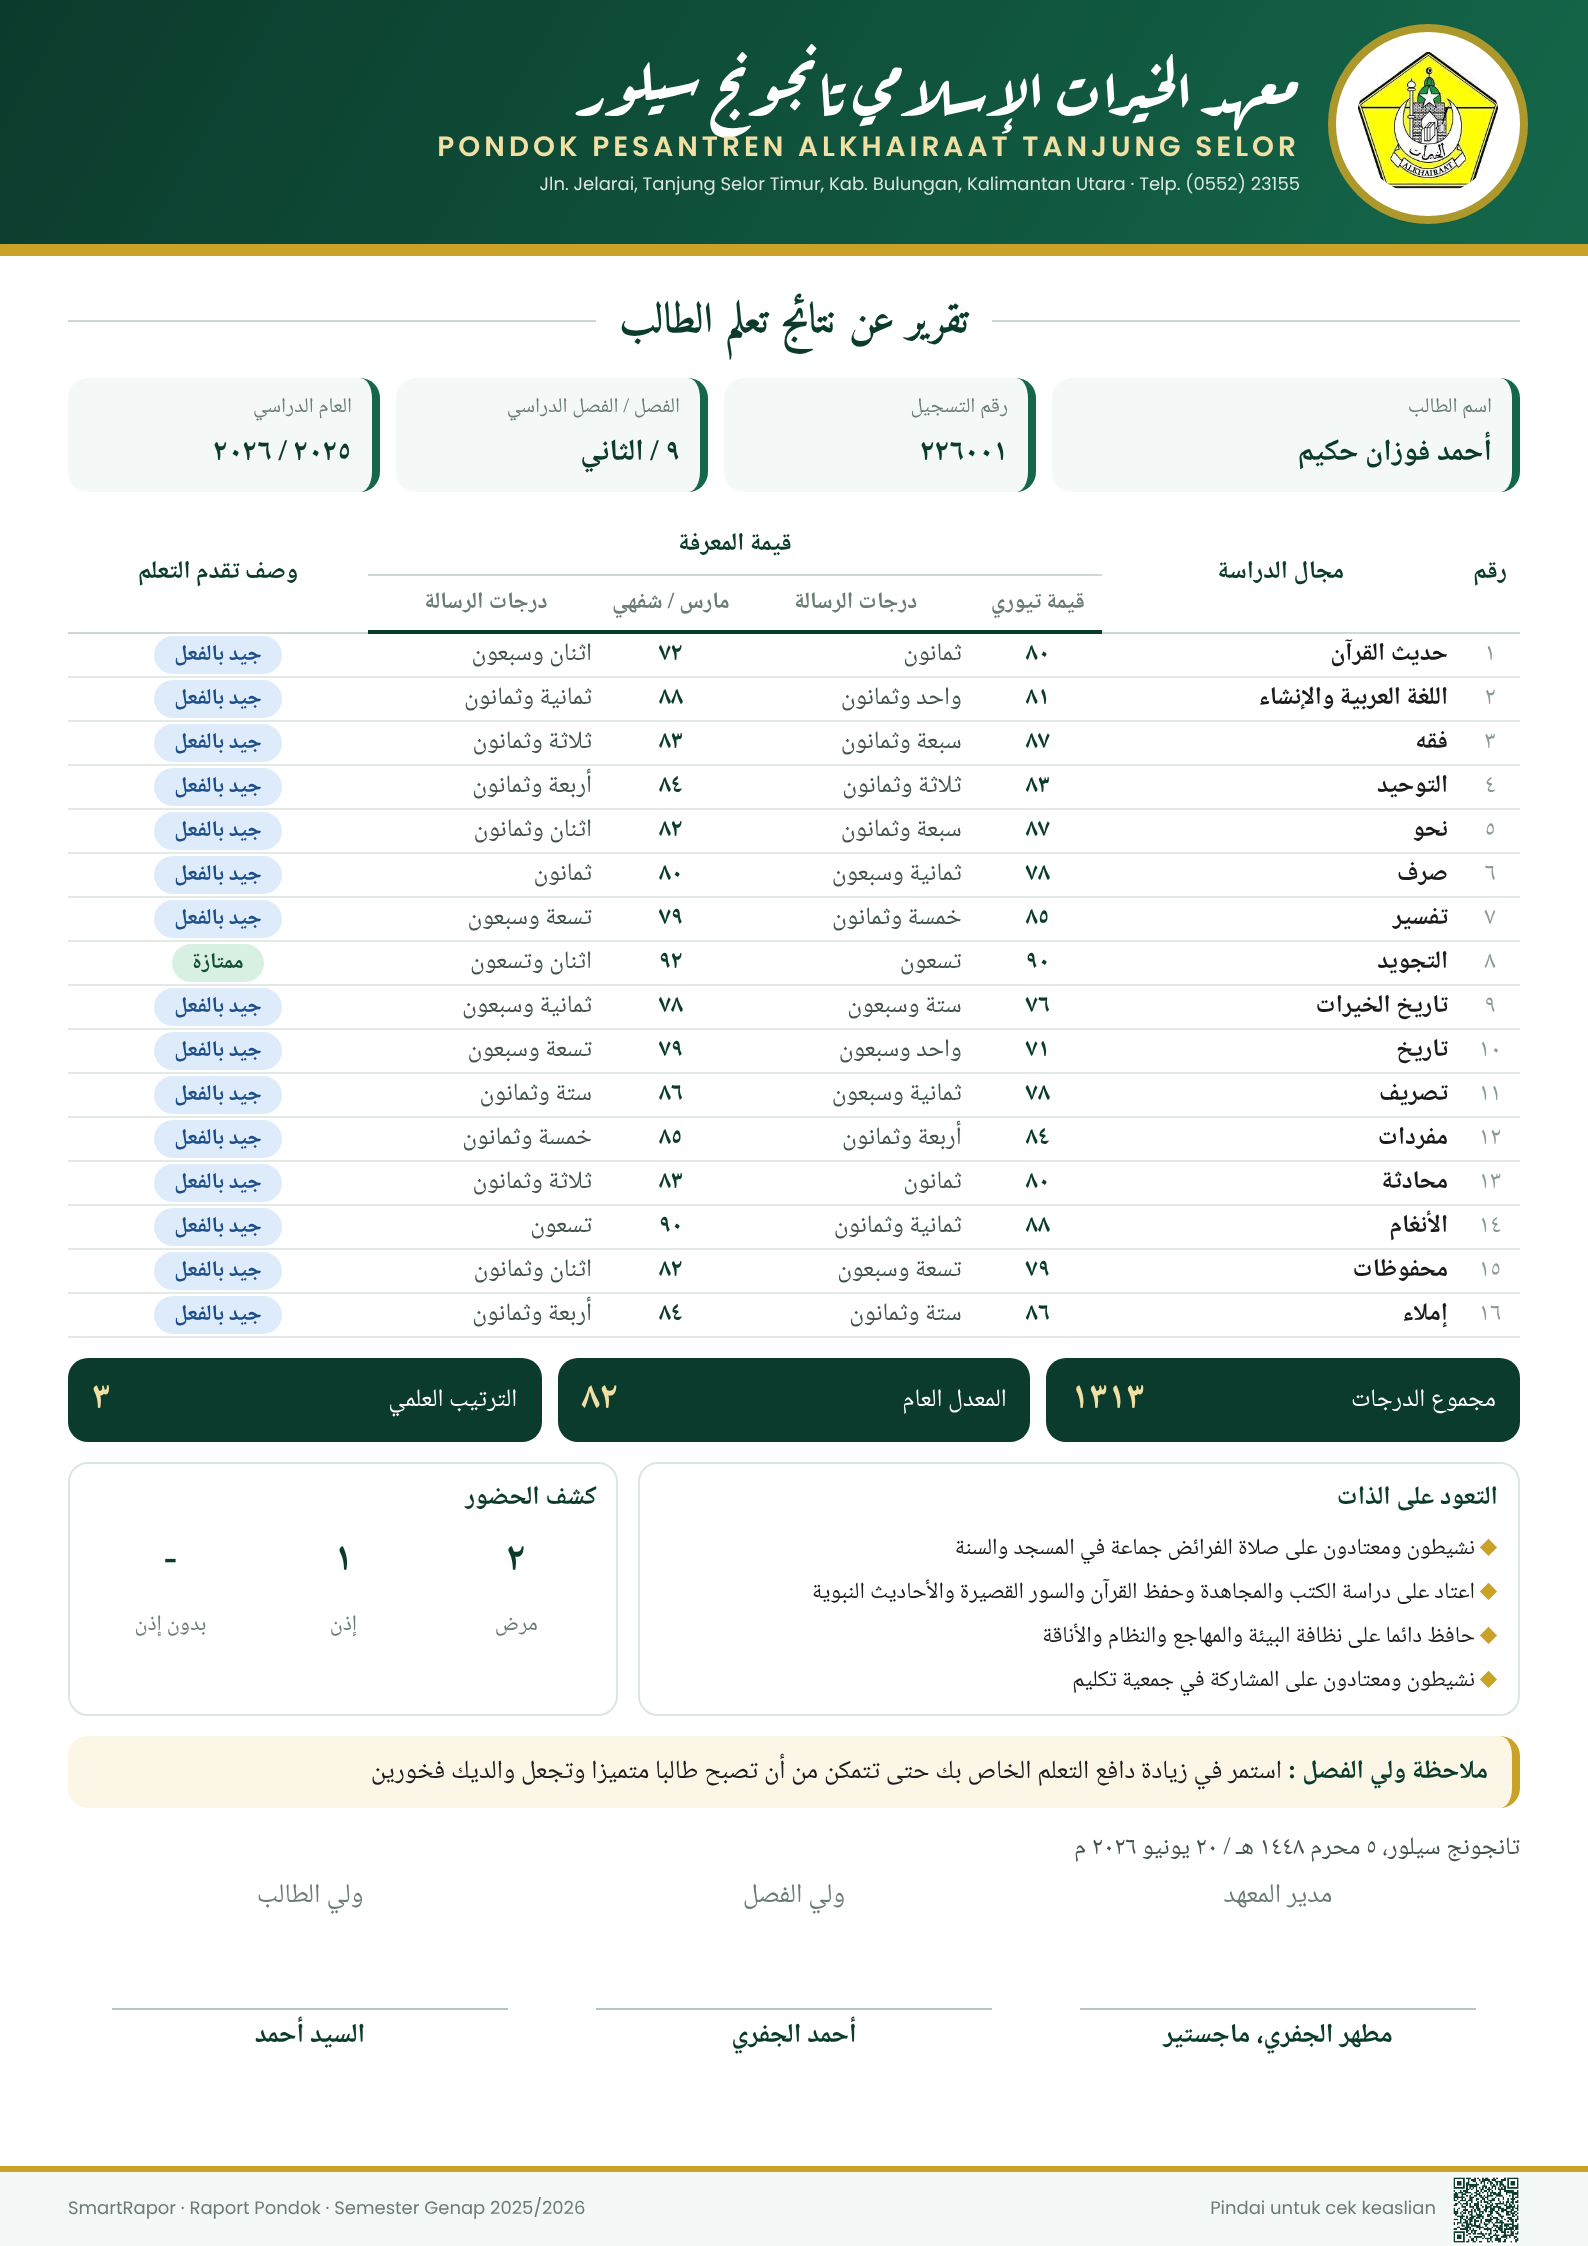 معهد الخيرات الإسلامي تانجونج سيلور
PONDOK PESANTREN ALKHAIRAAT TANJUNG SELOR
Jln. Jelarai, Tanjung Selor Timur, Kab. Bulungan, Kalimantan Utara · Telp. (0552) 23155
الخيرات
ALKHAIRAAT
تقرير عن نتائج تعلم الطالب
اسم الطالب رقم التسجيل الفصل / الفصل الدراسي العام الدراسي
أحمد فوزان حكيم ٢٢٦٠٠١ ٩ / الثاني ٢٠٢٥ / ٢٠٢٦
رقم مجال الدراسة قيمة المعرفة وصف تقدم التعلم
قيمة تيوري درجات الرسالة مارس / شفهي درجات الرسالة
١ حديث القرآن ٨٠ ثمانون ٧٢ اثنان وسبعون جيد بالفعل
٢ اللغة العربية والإنشاء ٨١ واحد وثمانون ٨٨ ثمانية وثمانون جيد بالفعل
٣ فقه ٨٧ سبعة وثمانون ٨٣ ثلاثة وثمانون جيد بالفعل
٤ التوحيد ٨٣ ثلاثة وثمانون ٨٤ أربعة وثمانون جيد بالفعل
٥ نحو ٨٧ سبعة وثمانون ٨٢ اثنان وثمانون جيد بالفعل
٦ صرف ٧٨ ثمانية وسبعون ٨٠ ثمانون جيد بالفعل
٧ تفسير ٨٥ خمسة وثمانون ٧٩ تسعة وسبعون جيد بالفعل
٨ التجويد ٩٠ تسعون ٩٢ اثنان وتسعون ممتازة
٩ تاريخ الخيرات ٧٦ ستة وسبعون ٧٨ ثمانية وسبعون جيد بالفعل
١٠ تاريخ ٧١ واحد وسبعون ٧٩ تسعة وسبعون جيد بالفعل
١١ تصريف ٧٨ ثمانية وسبعون ٨٦ ستة وثمانون جيد بالفعل
١٢ مفردات ٨٤ أربعة وثمانون ٨٥ خمسة وثمانون جيد بالفعل
١٣ محادثة ٨٠ ثمانون ٨٣ ثلاثة وثمانون جيد بالفعل
١٤ الأنغام ٨٨ ثمانية وثمانون ٩٠ تسعون جيد بالفعل
١٥ محفوظات ٧٩ تسعة وسبعون ٨٢ اثنان وثمانون جيد بالفعل
١٦ إملاء ٨٦ ستة وثمانون ٨٤ أربعة وثمانون جيد بالفعل
مجموع الدرجات ١٣١٣ المعدل العام ٨٢ الترتيب العلمي ٣
التعود على الذات
◆ نشيطون ومعتادون على صلاة الفرائض جماعة في المسجد والسنة
◆ اعتاد على دراسة الكتب والمجاهدة وحفظ القرآن والسور القصيرة والأحاديث النبوية
◆ حافظ دائما على نظافة البيئة والمهاجع والنظام والأناقة
◆ نشيطون ومعتادون على المشاركة في جمعية تكليم
كشف الحضور
٢ ١ -
مرض إذن بدون إذن
ملاحظة ولي الفصل : استمر في زيادة دافع التعلم الخاص بك حتى تتمكن من أن تصبح طالبا متميزا وتجعل والديك فخورين
تانجونج سيلور، ٥ محرم ١٤٤٨ هـ / ٢٠ يونيو ٢٠٢٦ م
مدير المعهد ولي الفصل ولي الطالب
مطهر الجفري، ماجستير أحمد الجفري السيد أحمد
SmartRapor · Raport Pondok · Semester Genap 2025/2026
Pindai untuk cek keaslian